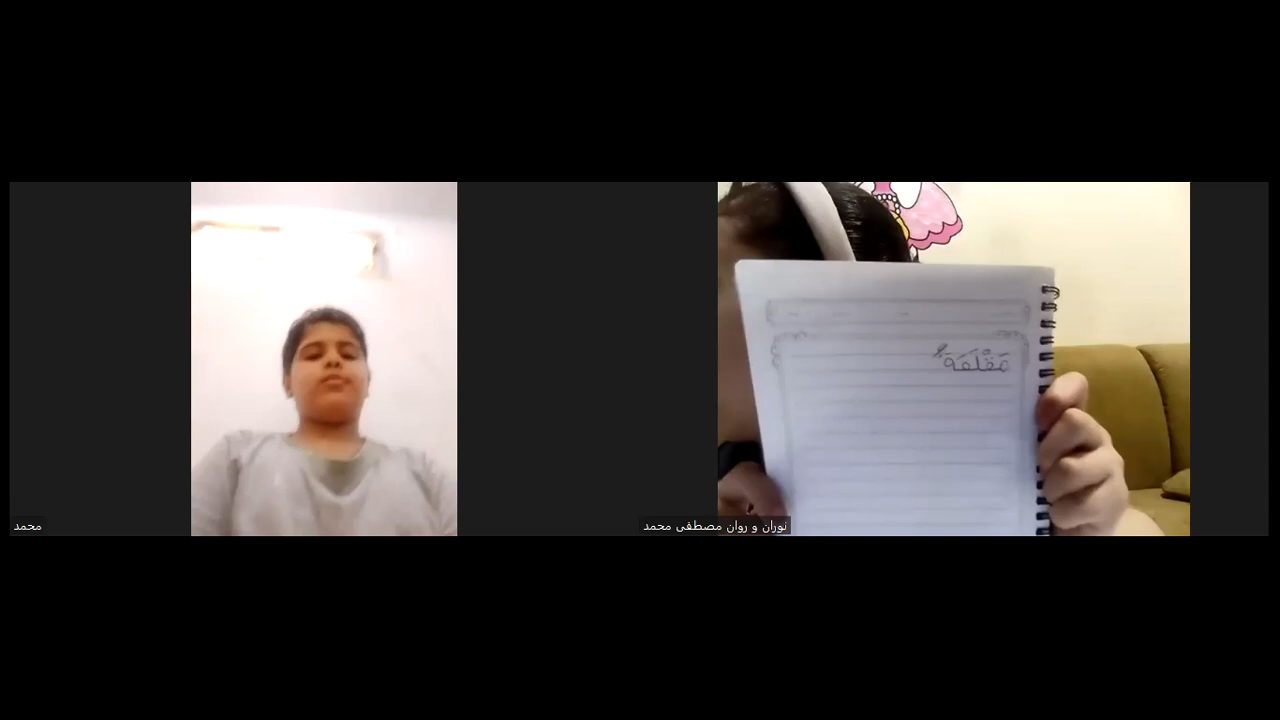 مَقْلَمَةٌ
محمد
نوران و روان مصطفى محمد